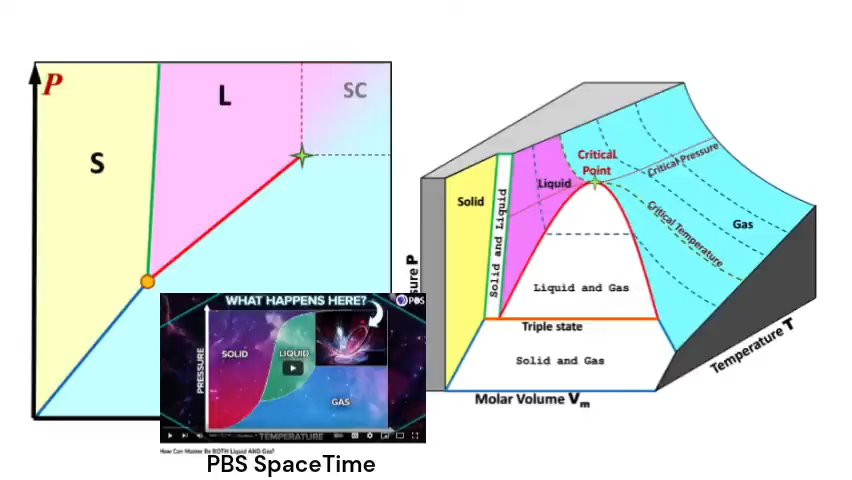 P
S
L
SC
WHAT HAPPENS HERE?
PBS
SOLID
LIQUID
GAS
PRESSURE
TEMPERATURE
How Can Matter Be BOTH Liquid AND Gas?
PBS SpaceTime
Solid
Solid and Liquid
Liquid
Critical
Point
Critical Pressure
Critical Temperature
Gas
Liquid and Gas
Triple state
Solid and Gas
sure P
Molar Volume Vm
Temperature T